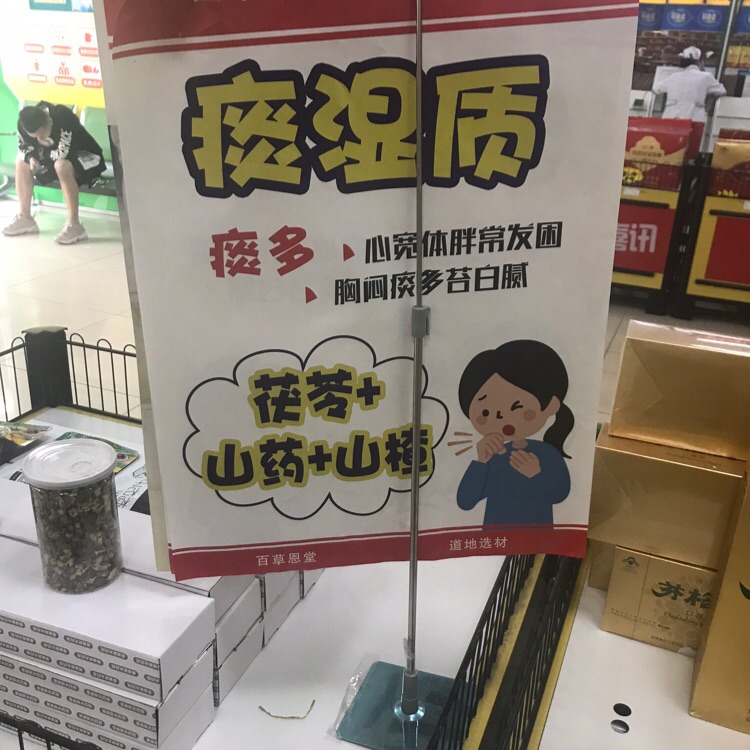 痰湿质
痰多、心宽体胖常发困
、胸闷痰多苔白腻
茯苓+
山药+山楂
百草恩堂
道地选材